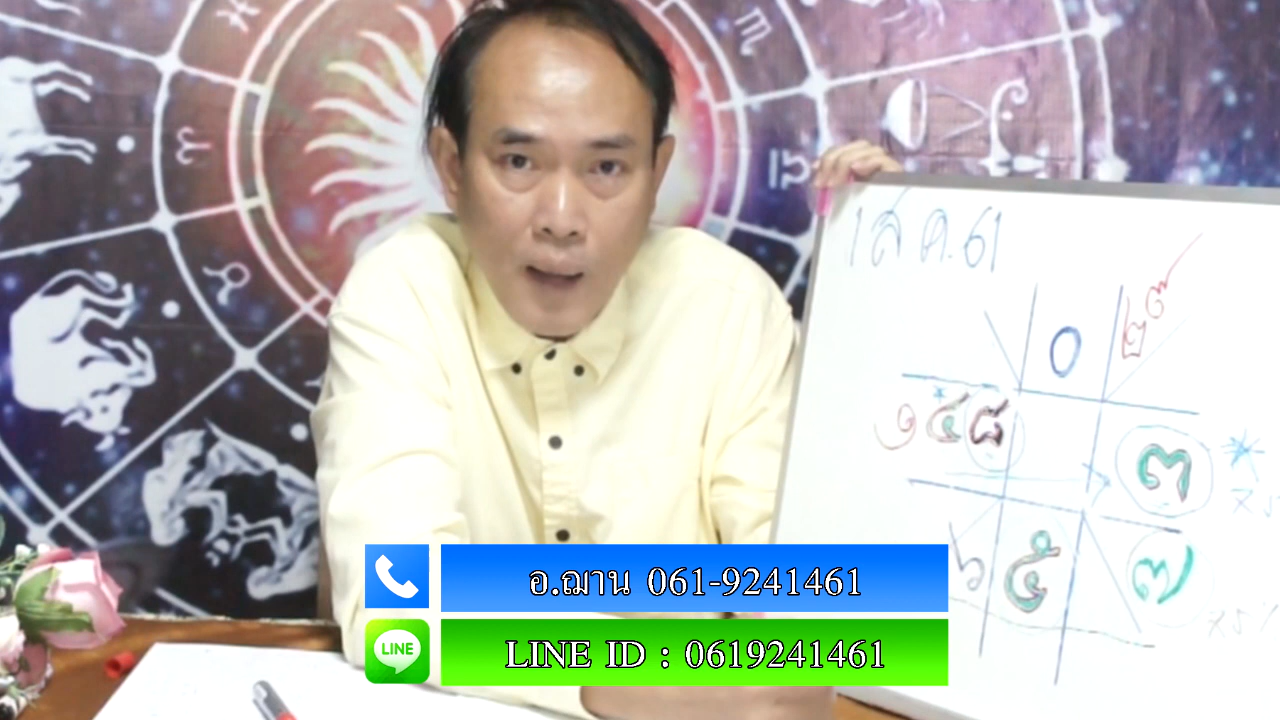 1 ส ค. 61
๐
๒ ๙
๑ ๔ ๘
๓
๖ ๕ ๗
อ.ฌาน 061-9241461
LINE
LINE ID : 0619241461